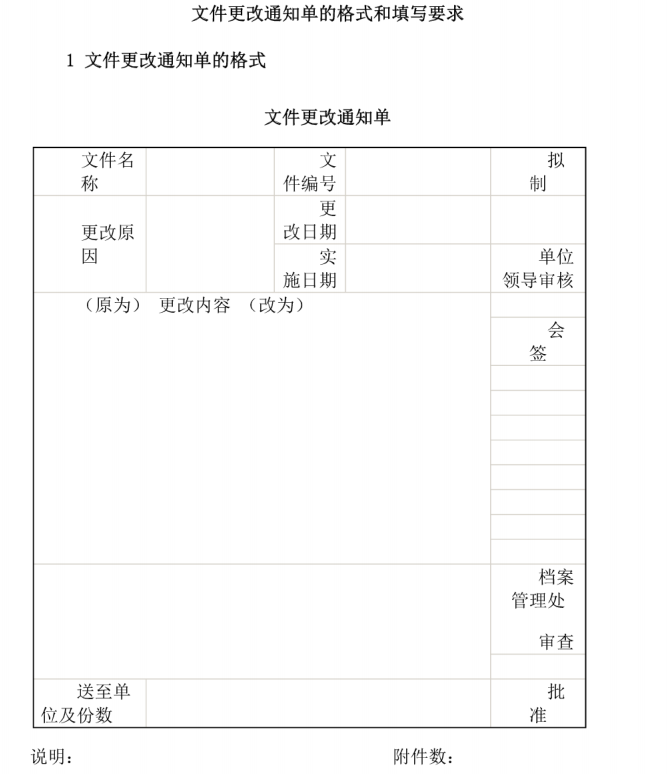 文件更改通知单的格式和填写要求
1 文件更改通知单的格式
文件更改通知单
文件名
称
文
件编号
拟
制
更改原
因
更
改日期
实
施日期
单位
领导审核
（原为） 更改内容 （改为）
会
签
档案
管理处
审查
送至单
位及份数
批
准
说明：
附件数：